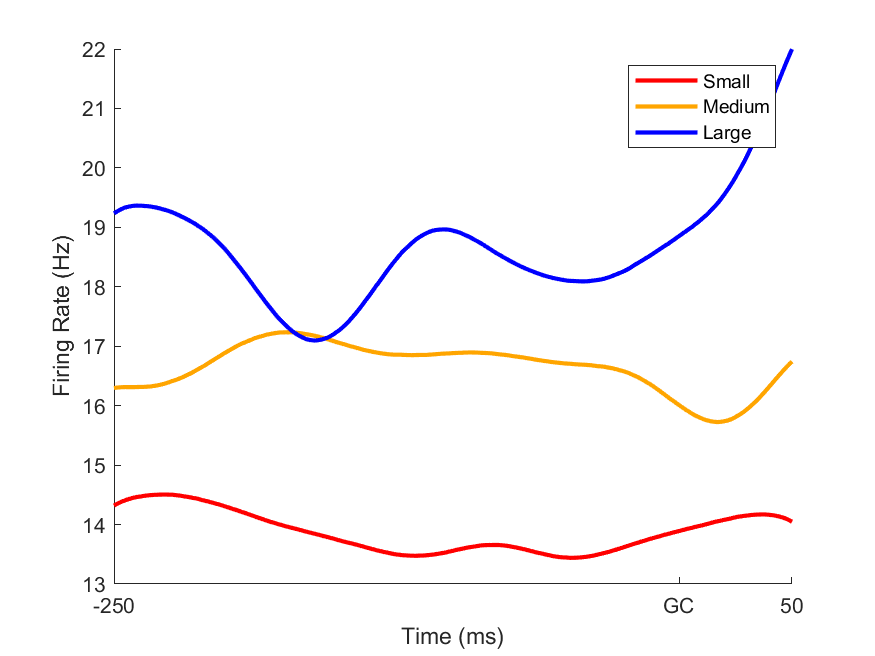 22
21
20
19
18
17
16
15
14
13
Firing Rate (Hz)
Small
Medium
Large
-250
GC
50
Time (ms)